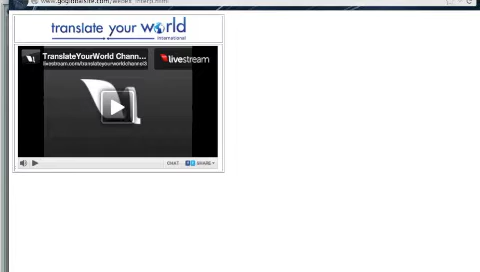 translate your world
international
TranslateYourWorld Chann...
livestream.com/translateyourworldchannel3
livestream
CHAT
SHARE